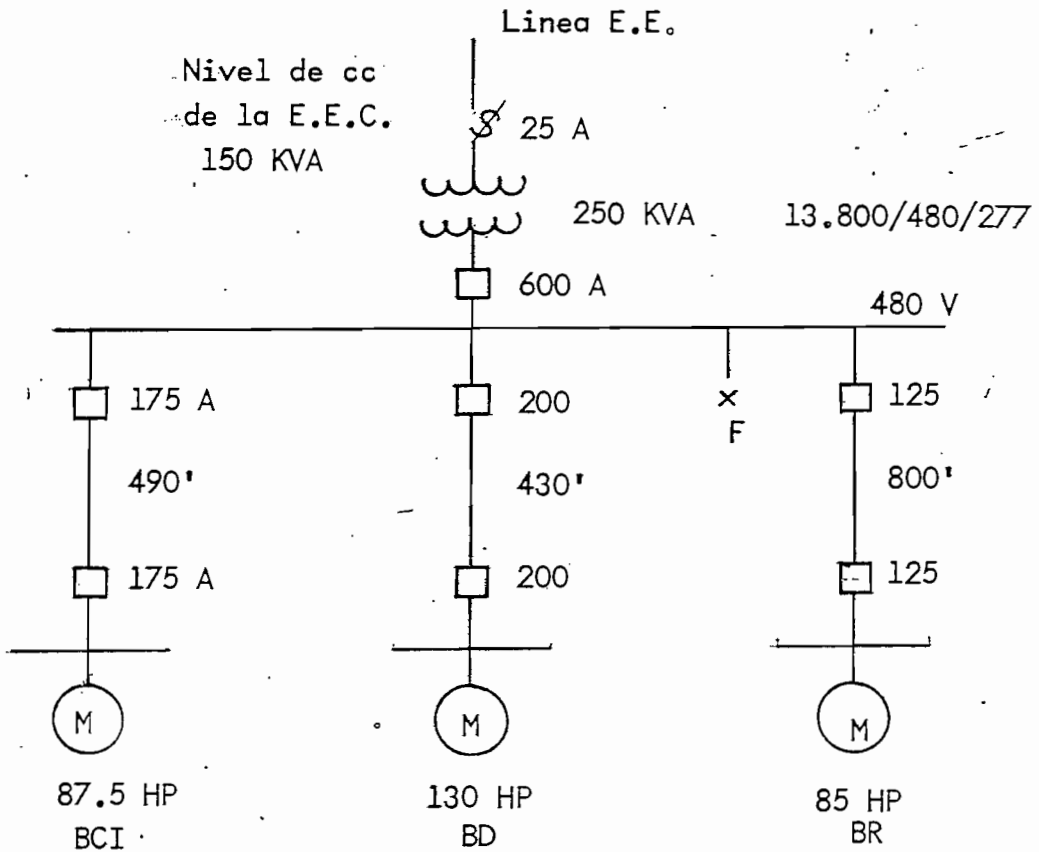 Linea E.E.
Nivel de cc
de la E.E.C.
150 KVA
25 A
250 KVA
13.800/480/277
600 A
480 V
175 A
200
125
F
490'
430'
800'
175 A
200
125
M
M
M
87.5 HP
130 HP
85 HP
BCI
BD
BR